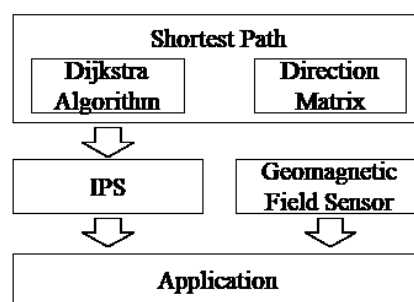 Shortest Path
Dijkstra
Algorithm
Direction
Matrix
IPS
Geomagnetic
Field Sensor
Application